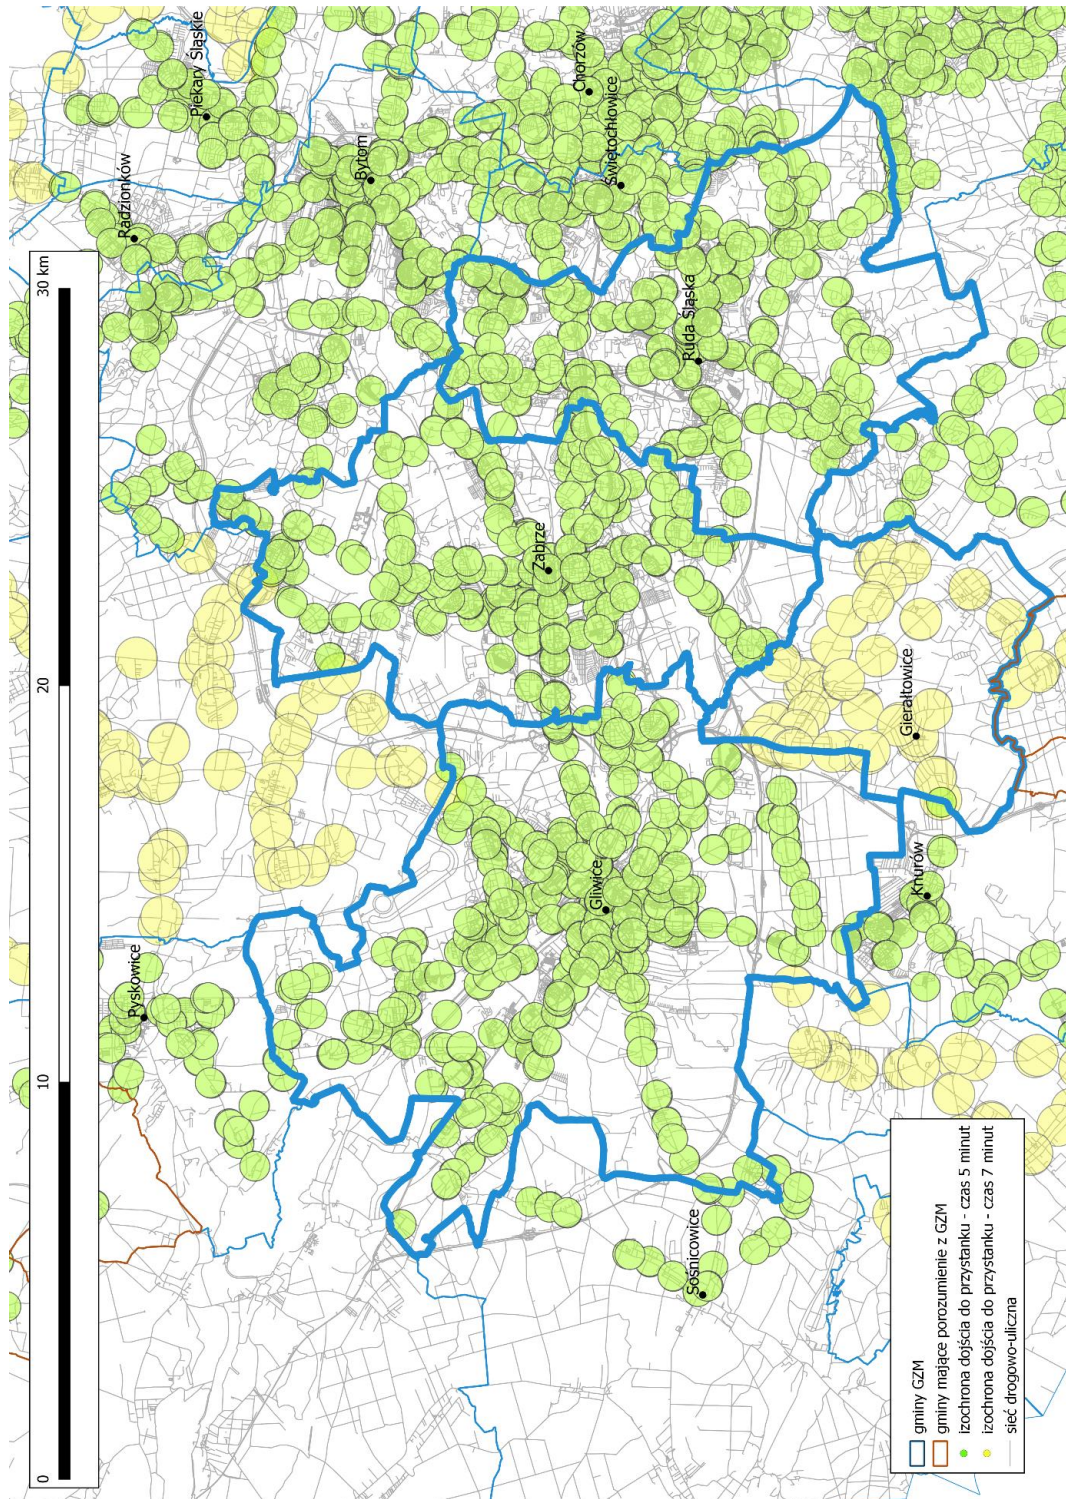 Piekary Śląskie
Radzionków
Bytom
Chorzów
Świętochłowice
Ruda Śląska
Zabrze
Pyskowice
Gliwice
Gierałtowice
Knurów
Sośnicowice
0 10 20 30 km
gminy GZM
gminy mające porozumienie z GZM
izochrona dojścia do przystanku - czas 5 minut
izochrona dojścia do przystanku - czas 7 minut
sieć drogowo-uliczna